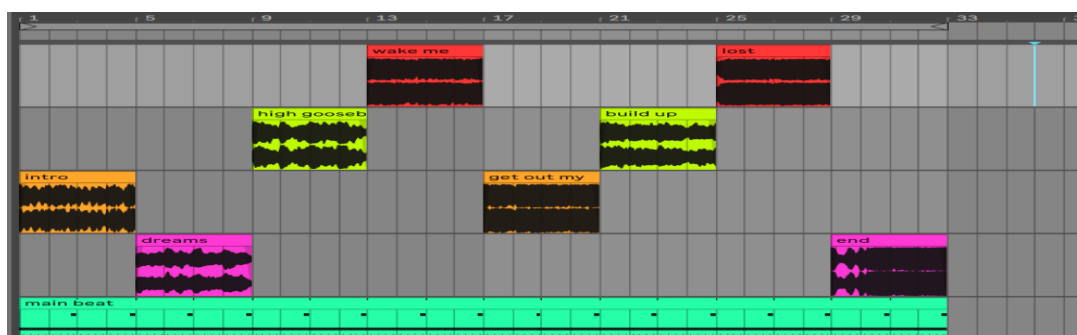 1 5 9 13 17 21 25 29 33
wake me lost
high gooseb build up
intro get out my
dreams end
main beat